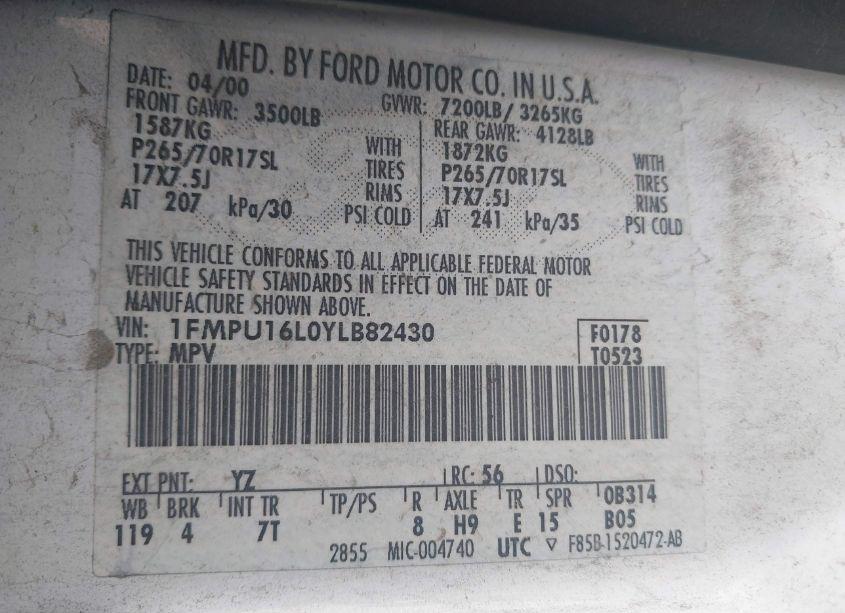 MFD. BY FORD MOTOR CO. IN U.S.A.
DATE: 04/00 GVWR: 7200LB/ 3265KG
FRONT GAWR: 3500LB REAR GAWR: 4128LB
1587KG WITH 1872KG WITH
P265/70R17SL TIRES P265/70R17SL TIRES
17X7.5J RIMS 17X7.5J RIMS
AT 207 kPa/30 PSI COLD AT 241 kPa/35 PSI COLD
THIS VEHICLE CONFORMS TO ALL APPLICABLE FEDERAL MOTOR
VEHICLE SAFETY STANDARDS IN EFFECT ON THE DATE OF
MANUFACTURE SHOWN ABOVE.
VIN: 1FMPU16L0YLB82430 F0178
TYPE: MPV T0523
EXT PNT: YZ RC: 56 DSO:
WB BRK INT TR TP/PS R AXLE TR SPR 0B314
119 4 7T 8 H9 E 15 B05
2855 MIC-004740 UTC ▽ F85B-1520472-AB